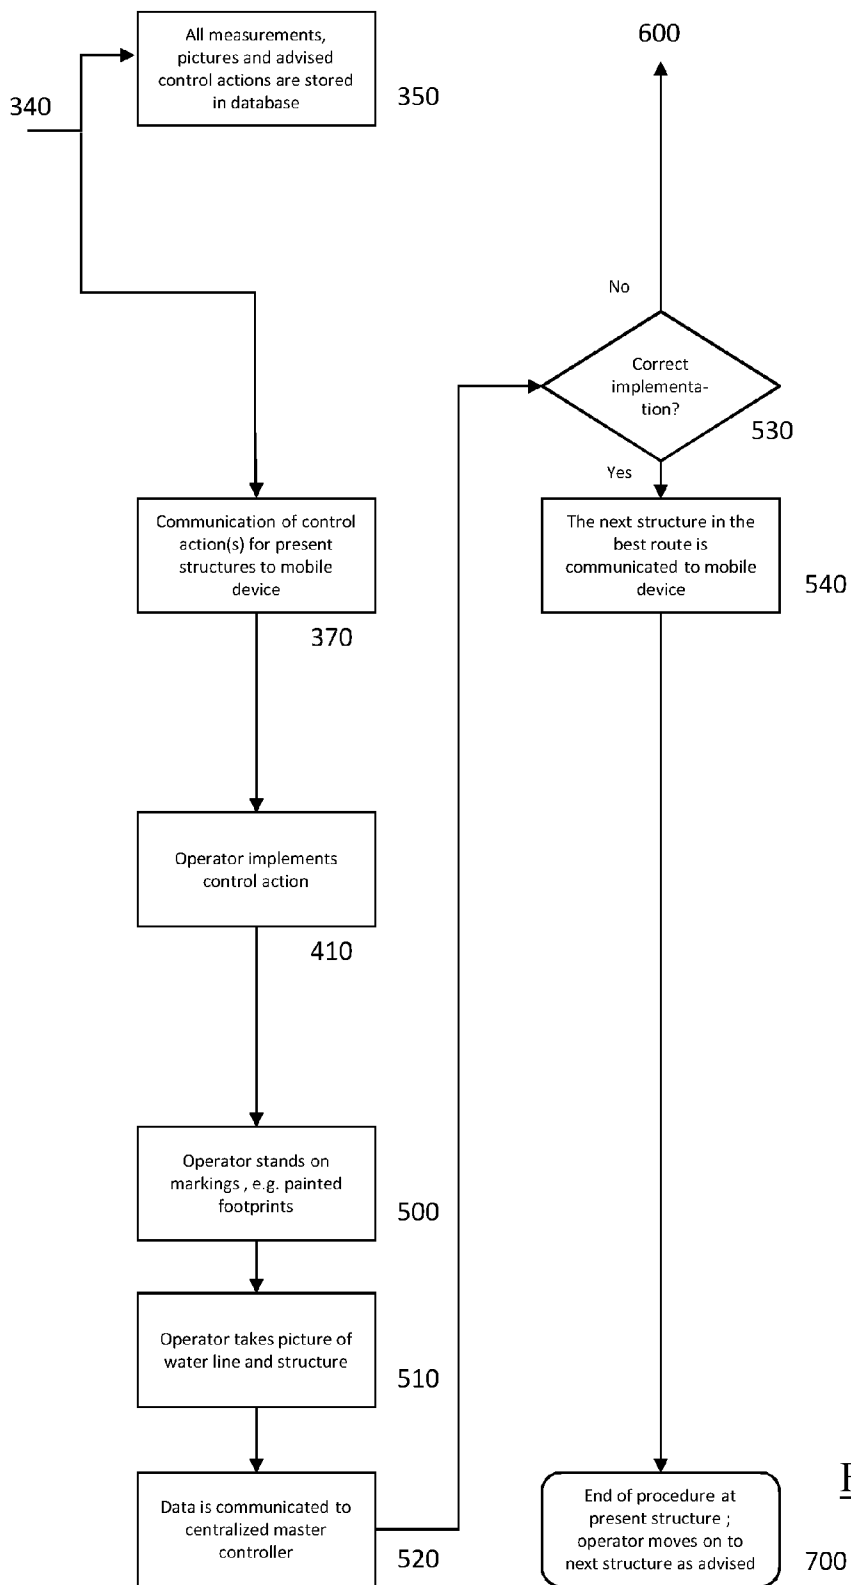 340
All measurements,
pictures and advised
control actions are stored
in database
350
Communication of control
action(s) for present
structures to mobile
device
370
Operator implements
control action
410
Operator stands on
markings , e.g. painted
footprints
500
Operator takes picture of
water line and structure
510
Data is communicated to
centralized master
controller
520
600
No
Correct
implementa-
tion?
530
Yes
The next structure in the
best route is
communicated to mobile
device
540
End of procedure at
present structure ;
operator moves on to
next structure as advised
700